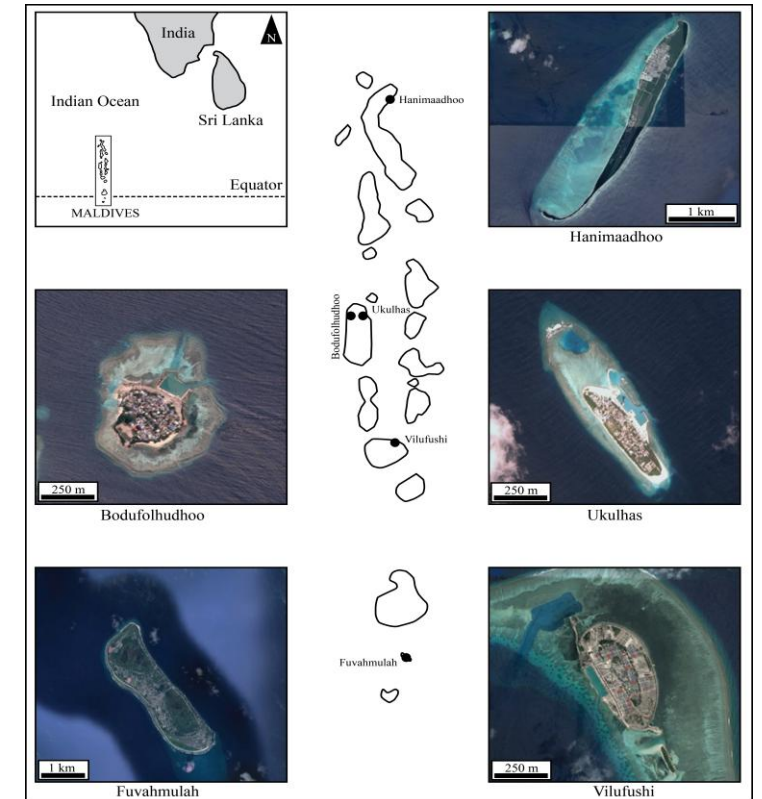 India
N
Indian Ocean
Sri Lanka
Equator
MALDIVES
Hanimaadhoo
1 km
Hanimaadhoo
Bodufolhudhoo
Ukulhas
250 m
Bodufolhudhoo
250 m
Ukulhas
Vilufushi
Fuvahmulah
1 km
Fuvahmulah
250 m
Vilufushi